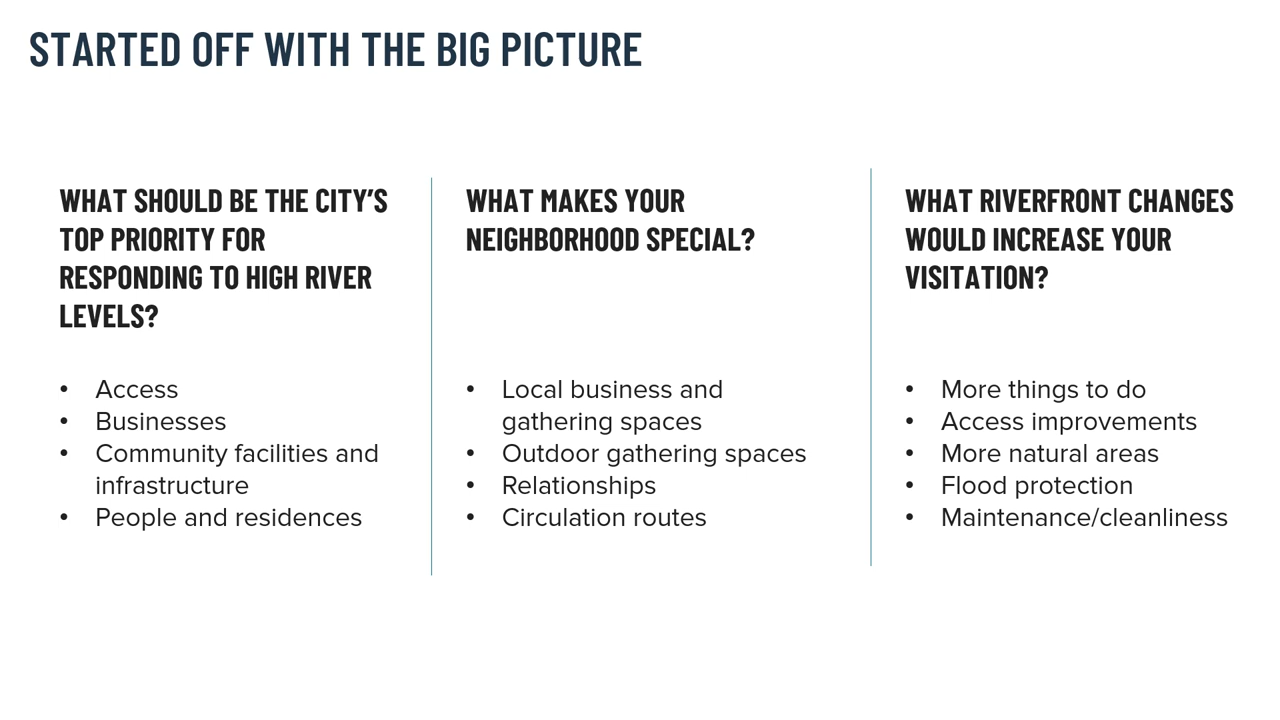 STARTED OFF WITH THE BIG PICTURE
WHAT SHOULD BE THE CITY’S
TOP PRIORITY FOR
RESPONDING TO HIGH RIVER
LEVELS?
• Access
• Businesses
• Community facilities and
infrastructure
• People and residences
WHAT MAKES YOUR
NEIGHBORHOOD SPECIAL?
• Local business and
gathering spaces
• Outdoor gathering spaces
• Relationships
• Circulation routes
WHAT RIVERFRONT CHANGES
WOULD INCREASE YOUR
VISITATION?
• More things to do
• Access improvements
• More natural areas
• Flood protection
• Maintenance/cleanliness